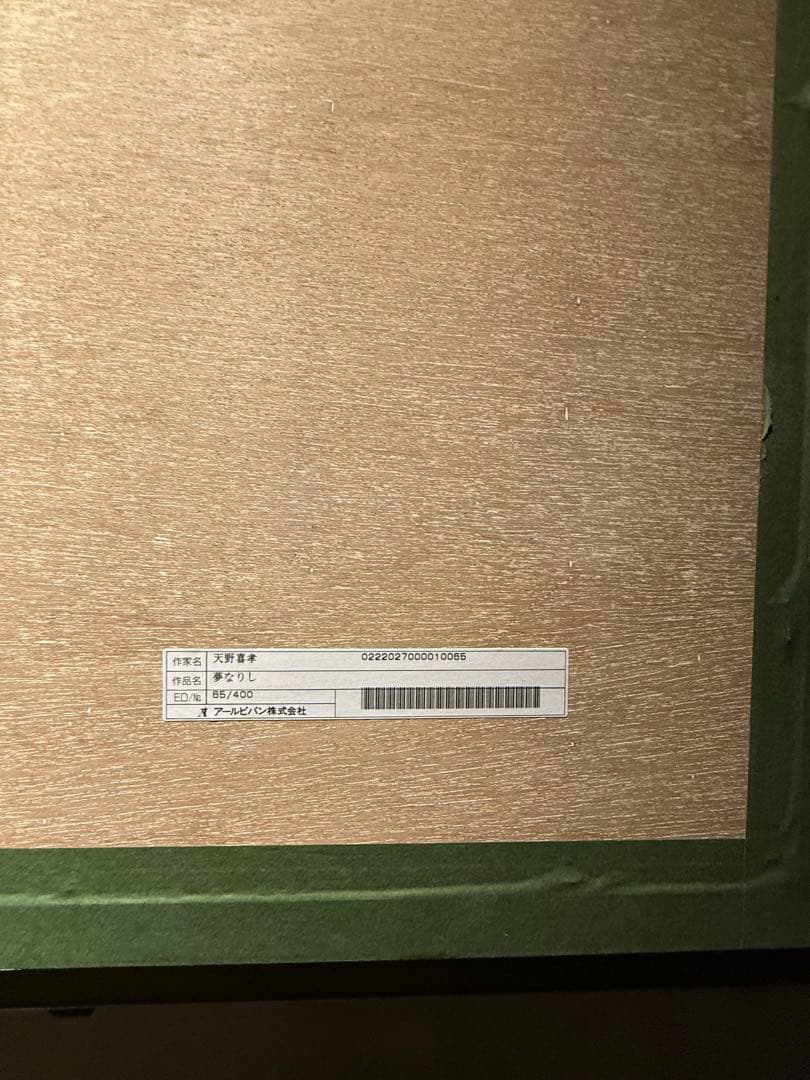 作家名 天野喜孝 0222027000010065
作品名 夢なりし
ED/№ 65/400
アールビバン株式会社